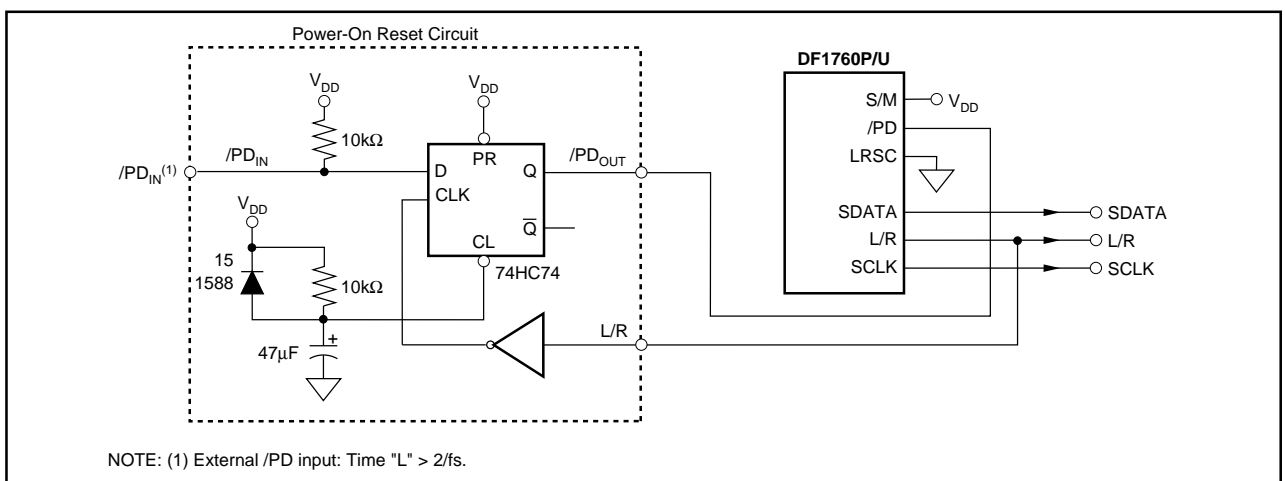 Power-On Reset Circuit
DF1760P/U
V_DD
V_DD
S/M
V_DD
10kΩ
/PD
/PD_IN
PR
/PD_OUT
LRSC
/PD_IN(1)
D
Q
CLK
V_DD
SDATA
SDATA
Q̅
L/R
L/R
CL
15
1588
74HC74
SCLK
SCLK
10kΩ
L/R
+
47μF
NOTE: (1) External /PD input: Time "L" > 2/fs.